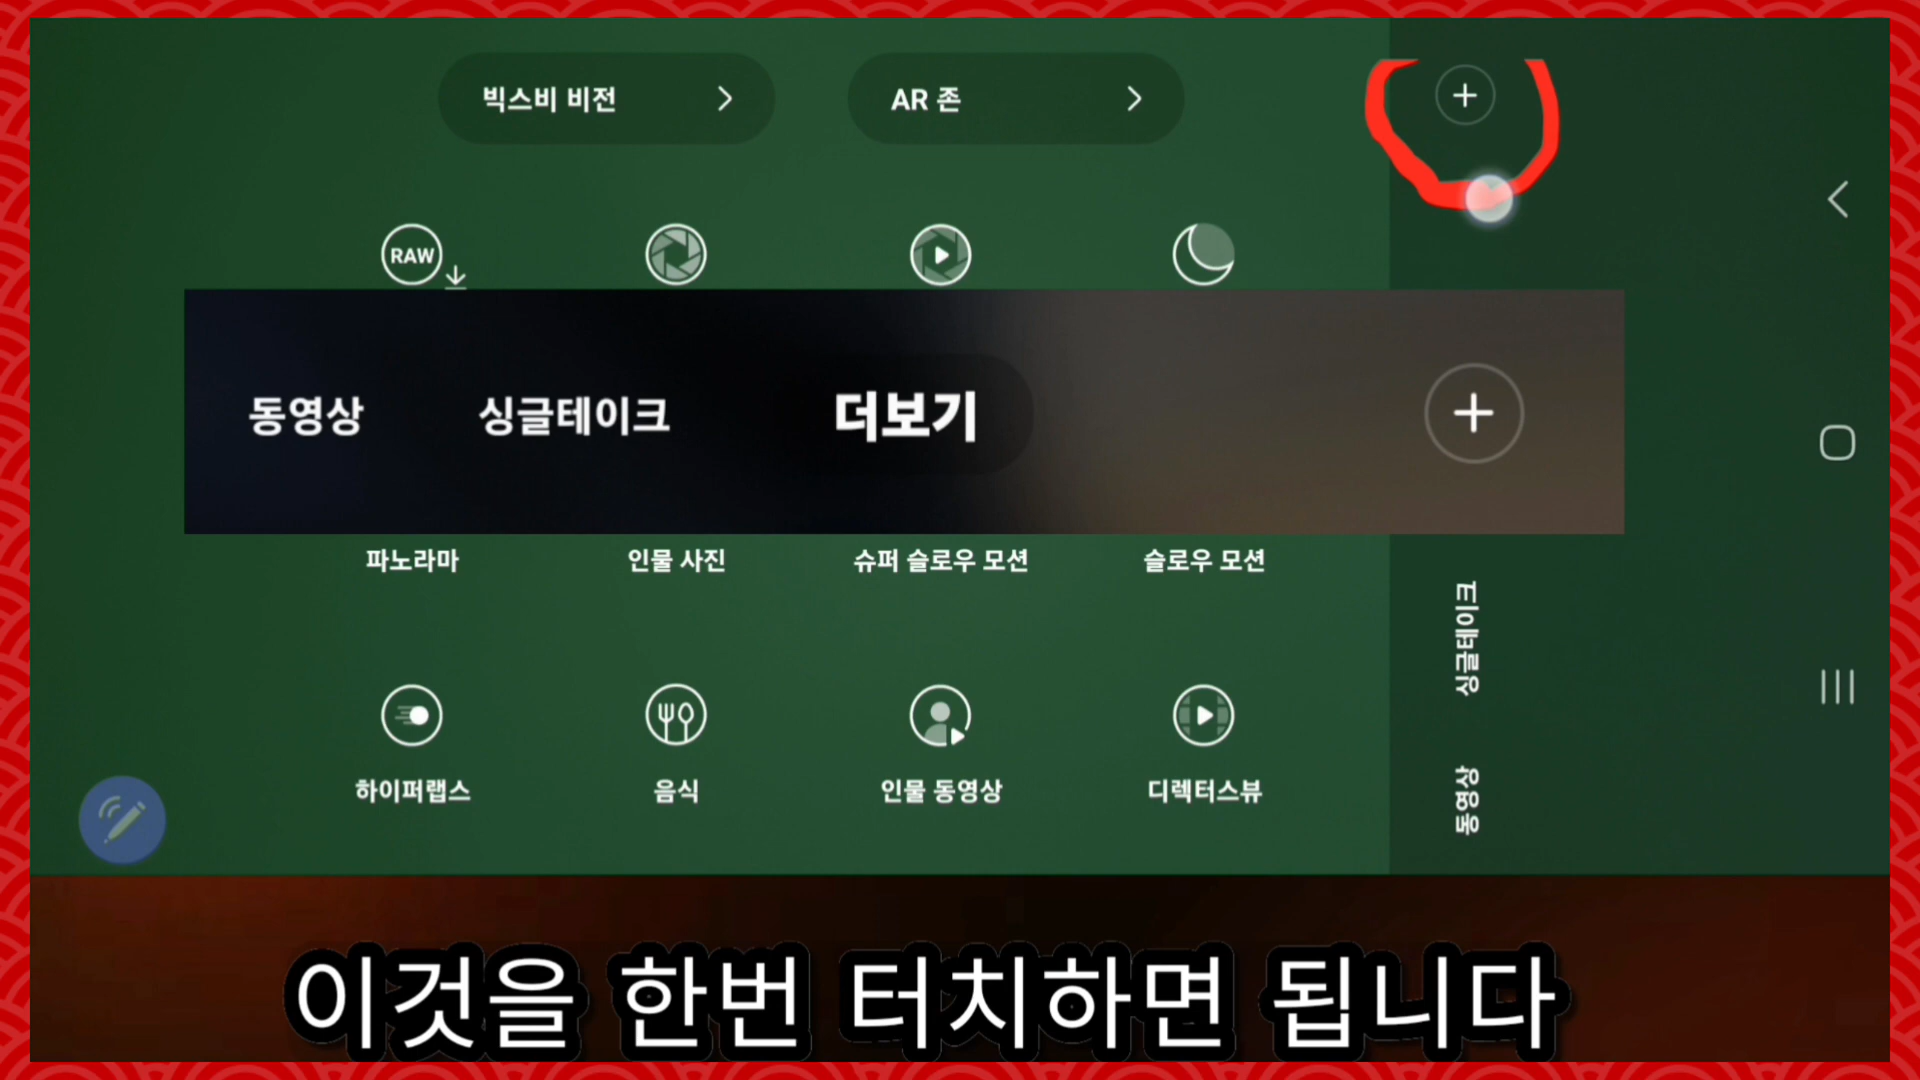 빅스비 비전
AR 존
RAW
동영상 싱글테이크 더보기
파노라마 인물 사진 슈퍼 슬로우 모션 슬로우 모션
하이퍼랩스 음식 인물 동영상 디렉터스뷰
싱글테이크
동영상
이것을 한번 터치하면 됩니다